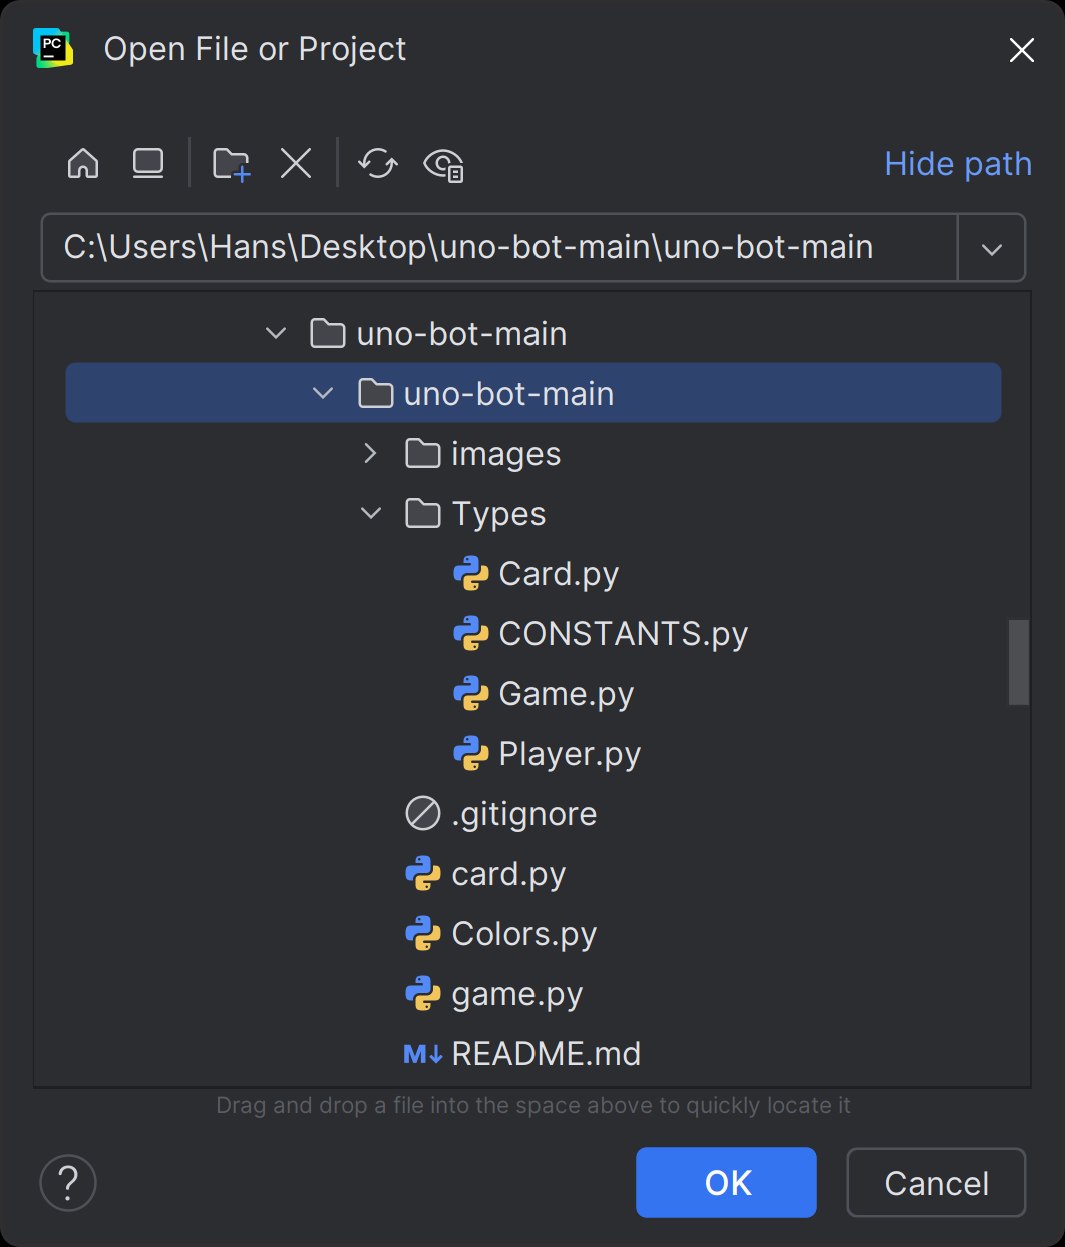 PC
Open File or Project
Hide path
C:\Users\Hans\Desktop\uno-bot-main\uno-bot-main
uno-bot-main
uno-bot-main
images
Types
Card.py
CONSTANTS.py
Game.py
Player.py
.gitignore
card.py
Colors.py
game.py
M↓ README.md
Drag and drop a file into the space above to quickly locate it
? OK Cancel